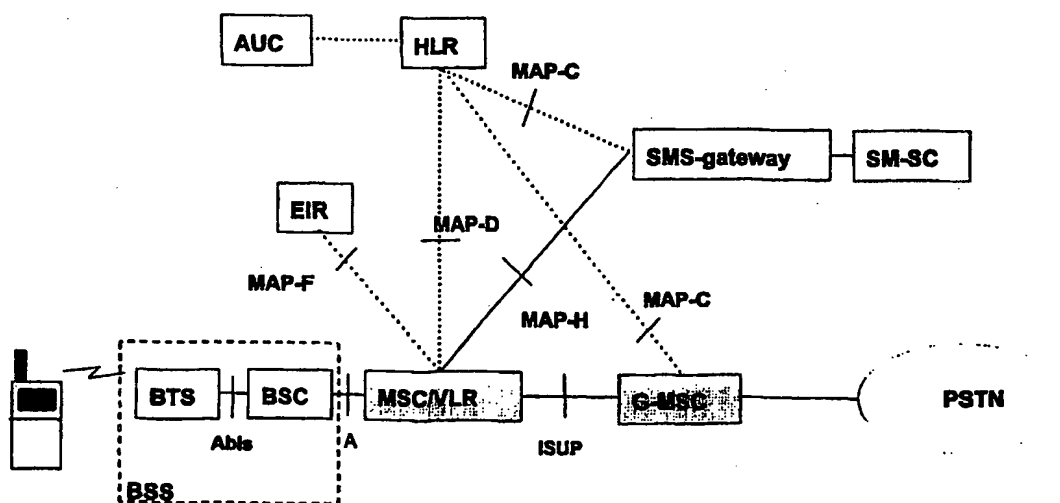 AUC
HLR
MAP-C
SMS-gateway
SM-SC
EIR
MAP-D
MAP-F
MAP-C
MAP-H
BTS
BSC
MSC/VLR
G-MSC
PSTN
Abis
A
ISUP
BSS